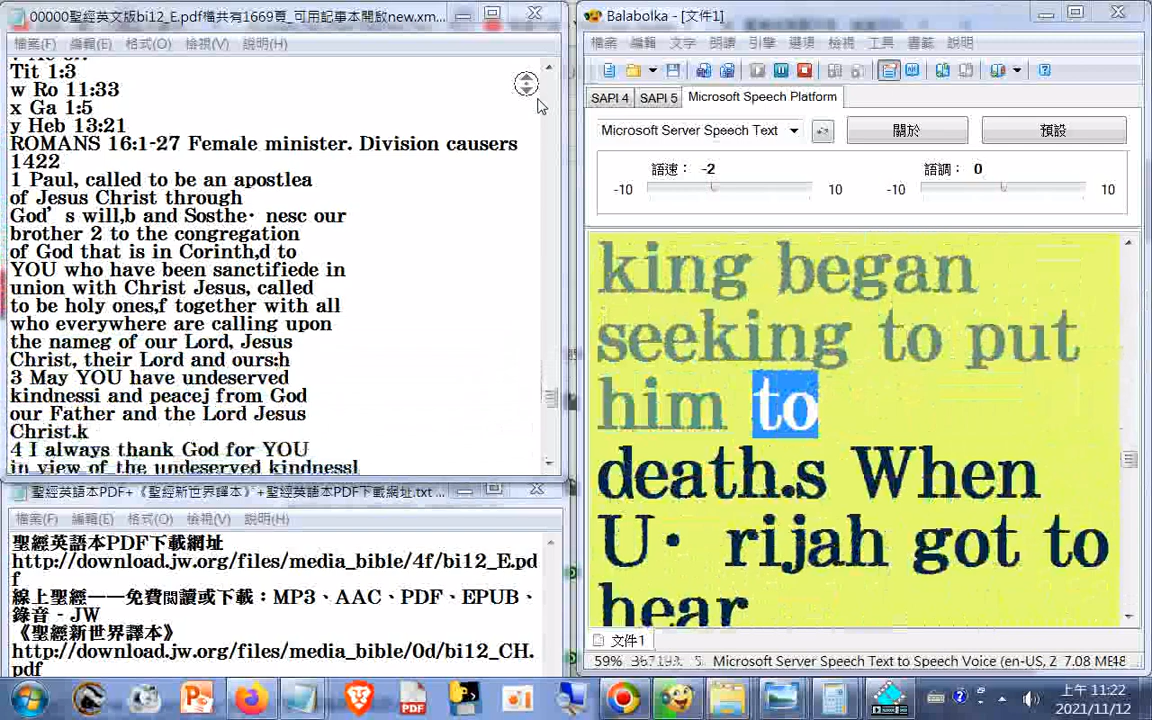 00000聖經英文版bi12_E.pdf檔共有1669頁_可用記事本開啟new.xm...
檔案(F) 編輯(E) 格式(O) 檢視(V) 說明(H)
Tit 1:3
w Ro 11:33
x Ga 1:5
y Heb 13:21
ROMANS 16:1-27 Female minister. Division causers
1422
1 Paul, called to be an apostlea
of Jesus Christ through
God’s will,b and Sosthe· nesc our
brother 2 to the congregation
of God that is in Corinth,d to
YOU who have been sanctifiede in
union with Christ Jesus, called
to be holy ones,f together with all
who everywhere are calling upon
the nameg of our Lord, Jesus
Christ, their Lord and ours:h
3 May YOU have undeserved
kindnessi and peacej from God
our Father and the Lord Jesus
Christ.k
4 I always thank God for YOU
in view of the undeserved kindnessl
聖經英語本PDF+《聖經新世界譯本》+聖經英語本PDF下載網址.txt ...
檔案(F) 編輯(E) 格式(O) 檢視(V) 說明(H)
聖經英語本PDF下載網址
http://download.jw.org/files/media_bible/4f/bi12_E.pd
f
線上聖經——免費閱讀或下載：MP3、AAC、PDF、EPUB、
錄音 - JW
《聖經新世界譯本》
http://download.jw.org/files/media_bible/0d/bi12_CH.
pdf
Balabolka - [文件1]
檔案 編輯 文字 朗讀 引擎 選項 檢視 工具 書籤 說明
SAPI 4 SAPI 5 Microsoft Speech Platform
Microsoft Server Speech Text 關於 預設
語速： -2 語調： 0
-10 10 -10 10
king began
seeking to put
him to
death.s When
U· rijah got to
hear
文件1
59% Microsoft Server Speech Text to Speech Voice (en-US, 2 7.08 MB
上午 11:22
2021/11/12